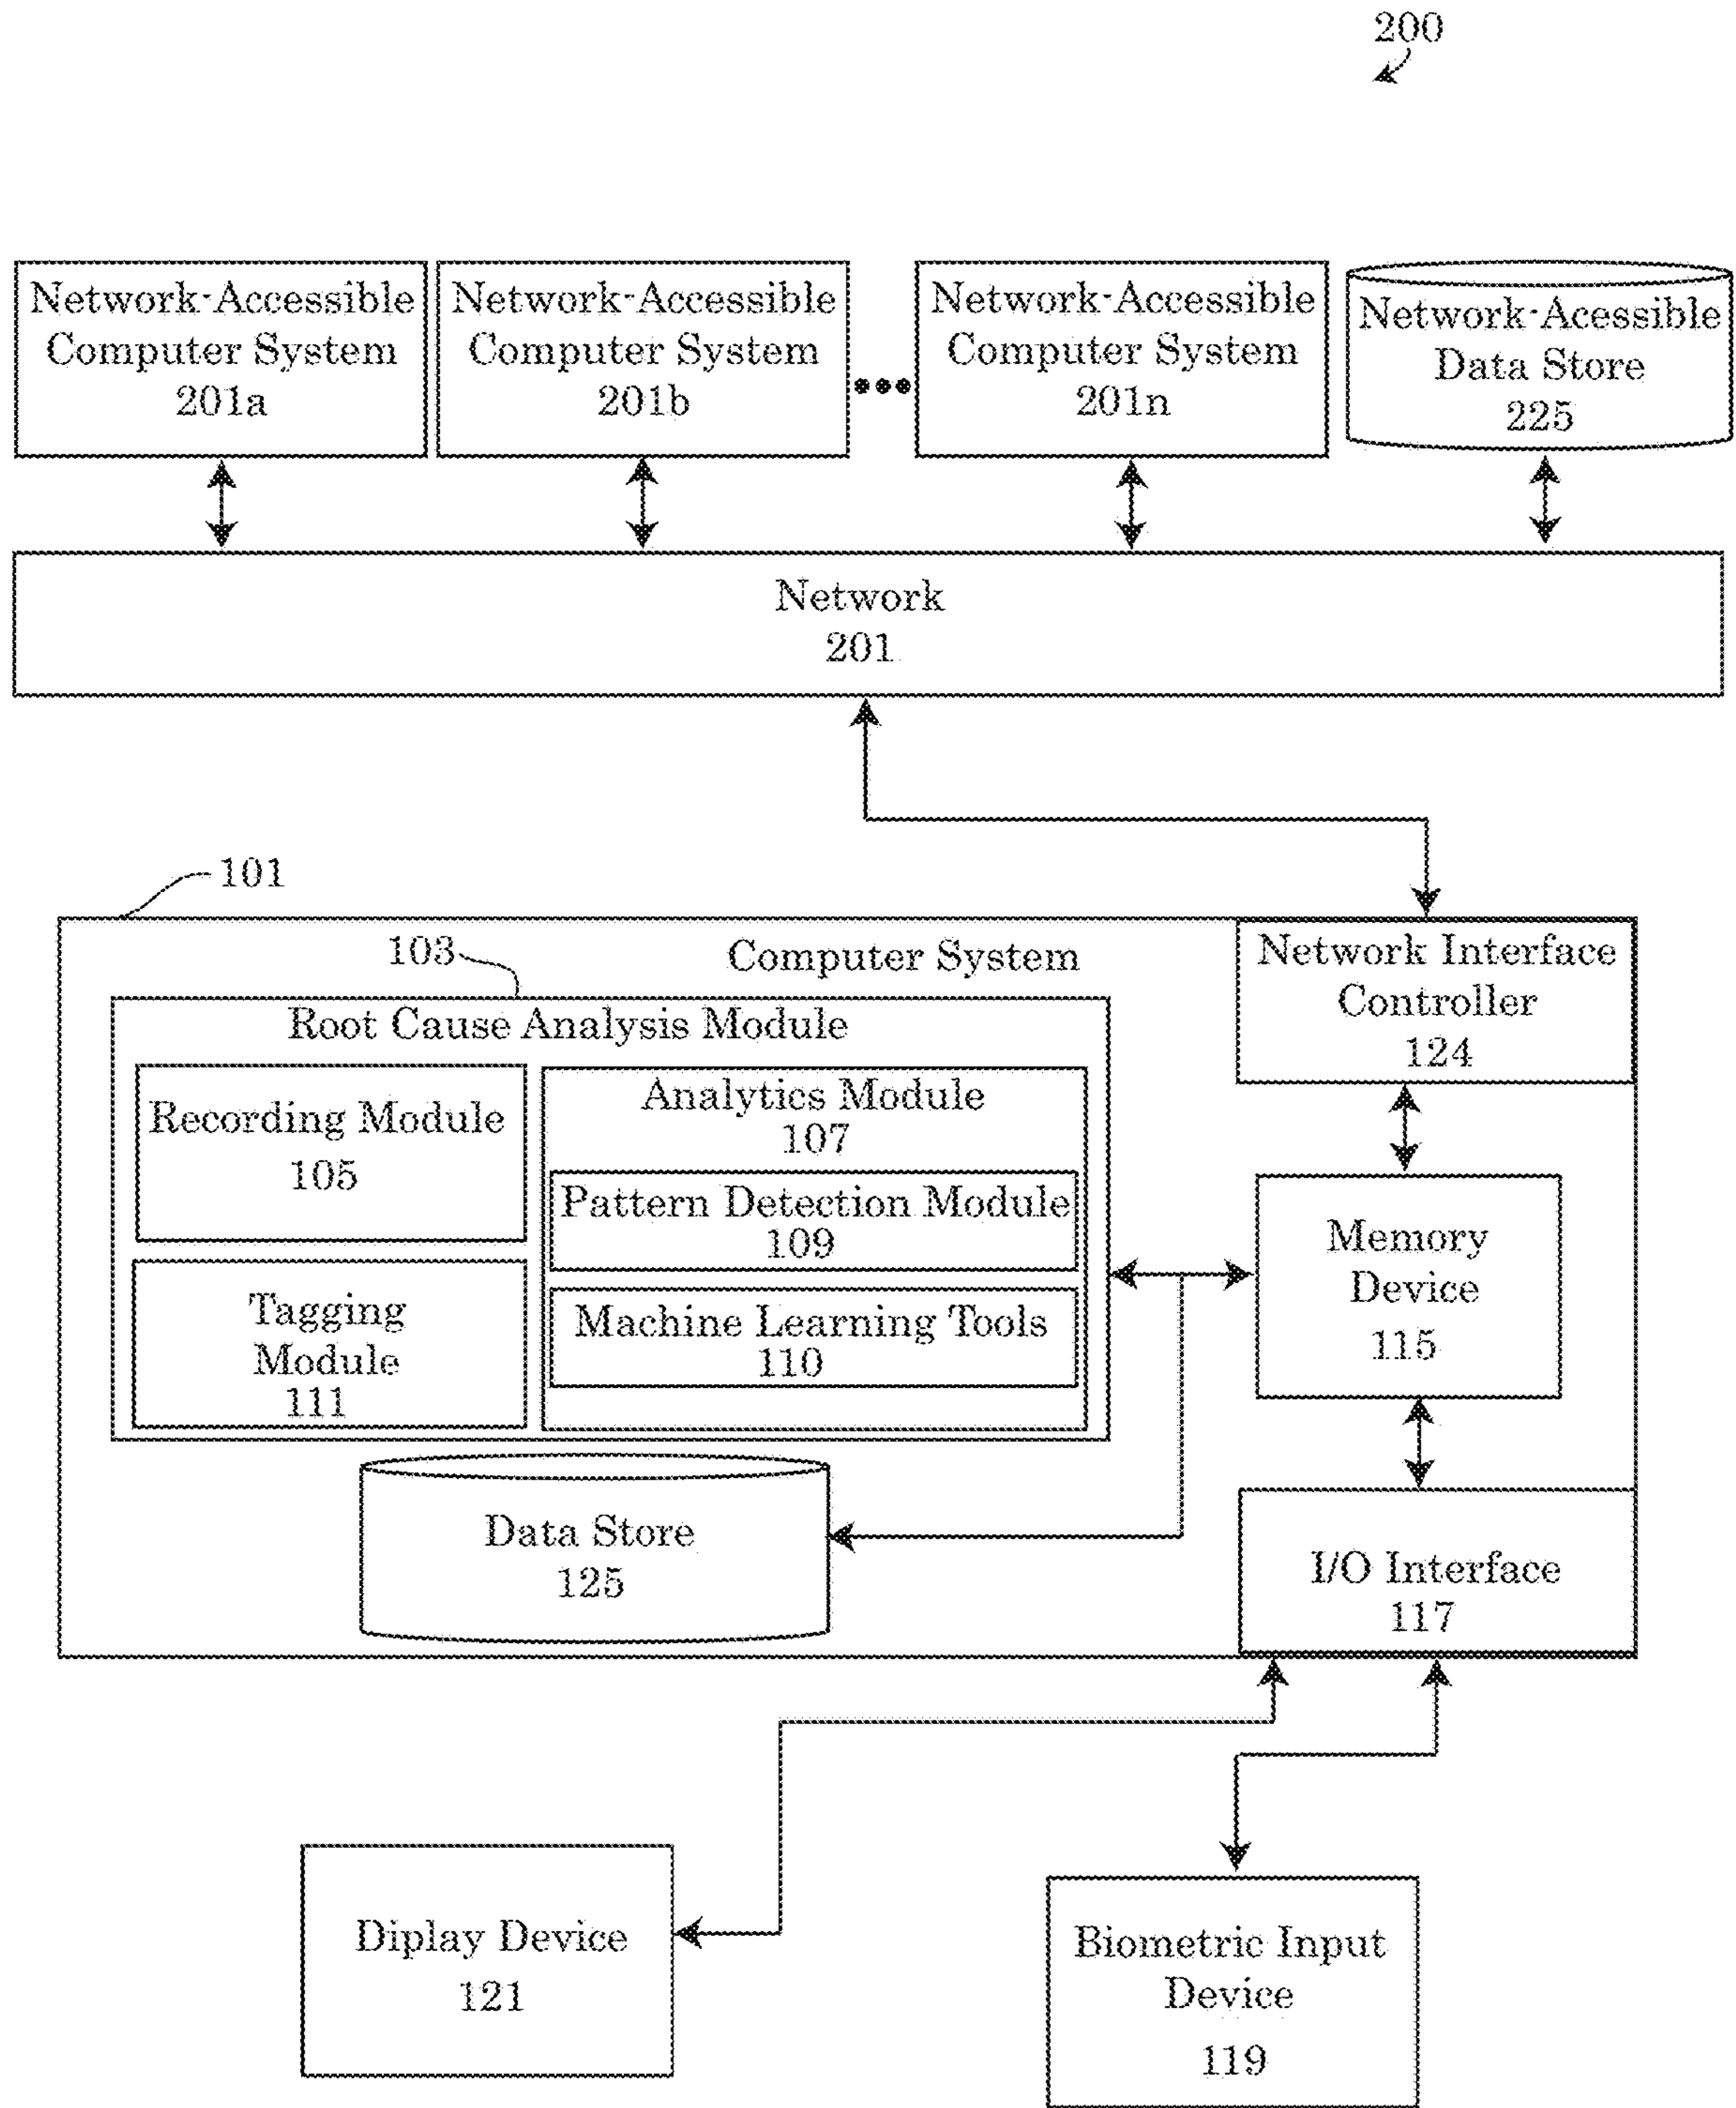 200
Network-Accessible
Computer System
201a
Network-Accessible
Computer System
201b
Network-Accessible
Computer System
201n
Network-Acessible
Data Store
225
Network
201
101
Computer System
103
Root Cause Analysis Module
Recording Module
105
Analytics Module
107
Pattern Detection Module
109
Machine Learning Tools
110
Tagging
Module
111
Network Interface
Controller
124
Memory
Device
115
Data Store
125
I/O Interface
117
Diplay Device
121
Biometric Input
Device
119